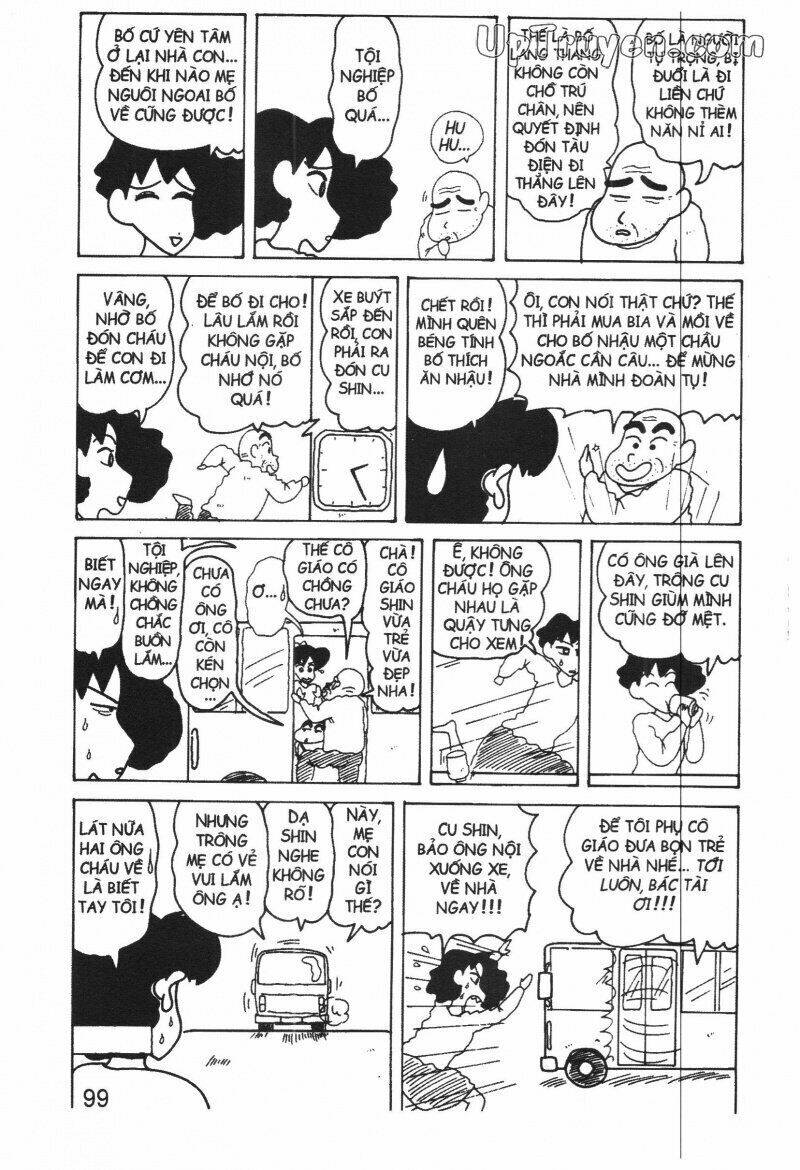 UpTruyen.com
BỐ LÀ NGƯỜI
TỰ TRỌNG, BỊ
ĐUỔI LÀ ĐI
LIỀN CHỨ
KHÔNG THÈM
NĂN NỈ AI!
THẾ LÀ BỐ
LANG THANG
KHÔNG CÒN
CHỖ TRÚ
CHÂN, NÊN
QUYẾT ĐỊNH
ĐÓN TÀU
ĐIỆN ĐI
THẲNG LÊN
ĐÂY!
HU
HU...
TỘI
NGHIỆP
BỐ
QUÁ...
BỐ CỨ YÊN TÂM
Ở LẠI NHÀ CON...
ĐẾN KHI NÀO MẸ
NGUÔI NGOAI BỐ
VỀ CŨNG ĐƯỢC!
ÔI, CON NÓI THẬT CHỨ? THẾ
THÌ PHẢI MUA BIA VÀ MỒI VỀ
CHO BỐ NHẬU MỘT CHẦU
NGOẮC CẦN CÂU... ĐỂ MỪNG
NHÀ MÌNH ĐOÀN TỤ!
CHẾT RỒI!
MÌNH QUÊN
BÉNG TÍNH
BỐ THÍCH
ĂN NHẬU!
XE BUÝT
SẮP ĐẾN
RỒI, CON
PHẢI RA
ĐÓN CU
SHIN...
ĐỂ BỐ ĐI CHO!
LÂU LẮM RỒI
KHÔNG GẶP
CHÁU NỘI, BỐ
NHỚ NÓ
QUÁ!
VÂNG,
NHỜ BỐ
ĐÓN CHÁU
ĐỂ CON ĐI
LÀM CƠM...
CÓ ÔNG GIÀ LÊN
ĐÂY, TRÔNG CU
SHIN GIÙM MÌNH
CŨNG ĐỠ MỆT.
Ê, KHÔNG
ĐƯỢC! ÔNG
CHÁU HỌ GẶP
NHAU LÀ
QUẬY TƯNG
CHO XEM!
CHÀ!
CÔ
GIÁO
SHIN
VỪA
TRẺ
VỪA
ĐẸP
NHA!
THẾ CÔ
GIÁO CÓ
CHỒNG
CHƯA?
Ơ...
CHƯA
CÓ
ÔNG
ƠI, CÔ
CÒN
KÉN
CHỌN
...
TỘI
NGHIỆP,
KHÔNG
CHỒNG
CHẮC
BUỒN
LẮM...
BIẾT
NGAY
MÀ!
ĐỂ TÔI PHỤ CÔ
GIÁO ĐƯA BỌN TRẺ
VỀ NHÀ NHÉ... TỚI
LUÔN, BÁC TÀI
ƠI!!!
CU SHIN,
BẢO ÔNG NỘI
XUỐNG XE,
VỀ NHÀ
NGAY!!!
NÀY,
MẸ
CON
NÓI
GÌ
THẾ?
DẠ
SHIN
NGHE
KHÔNG
RÕ!
NHƯNG
TRÔNG
MẸ CÓ VẺ
VUI LẮM
ÔNG Ạ!
LÁT NỮA
HAI ÔNG
CHÁU VỀ
LÀ BIẾT
TAY TÔI!
99